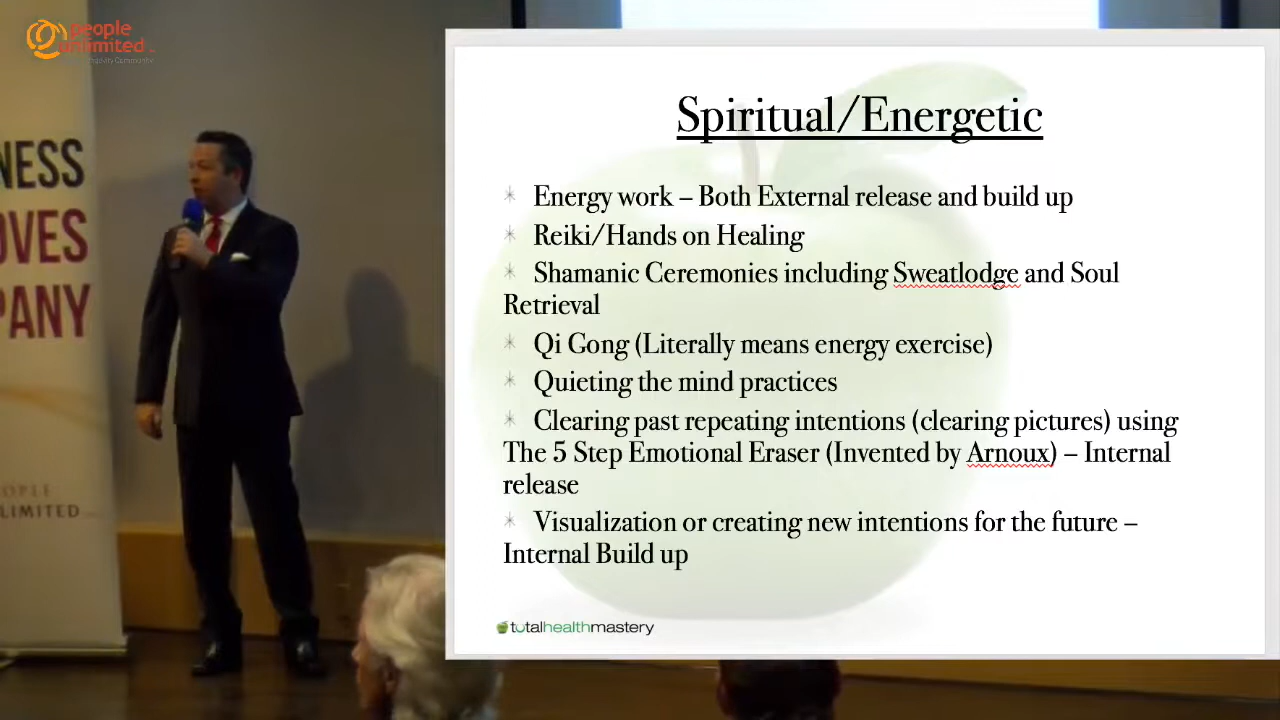 people
unlimited
NESS
OVES
PANY
OPLE
LIMITED
Spiritual/Energetic
Energy work – Both External release and build up
Reiki/Hands on Healing
Shamanic Ceremonies including Sweatlodge and Soul
Retrieval
Qi Gong (Literally means energy exercise)
Quieting the mind practices
Clearing past repeating intentions (clearing pictures) using
The 5 Step Emotional Eraser (Invented by Arnoux) – Internal
release
Visualization or creating new intentions for the future –
Internal Build up
totalhealthmastery